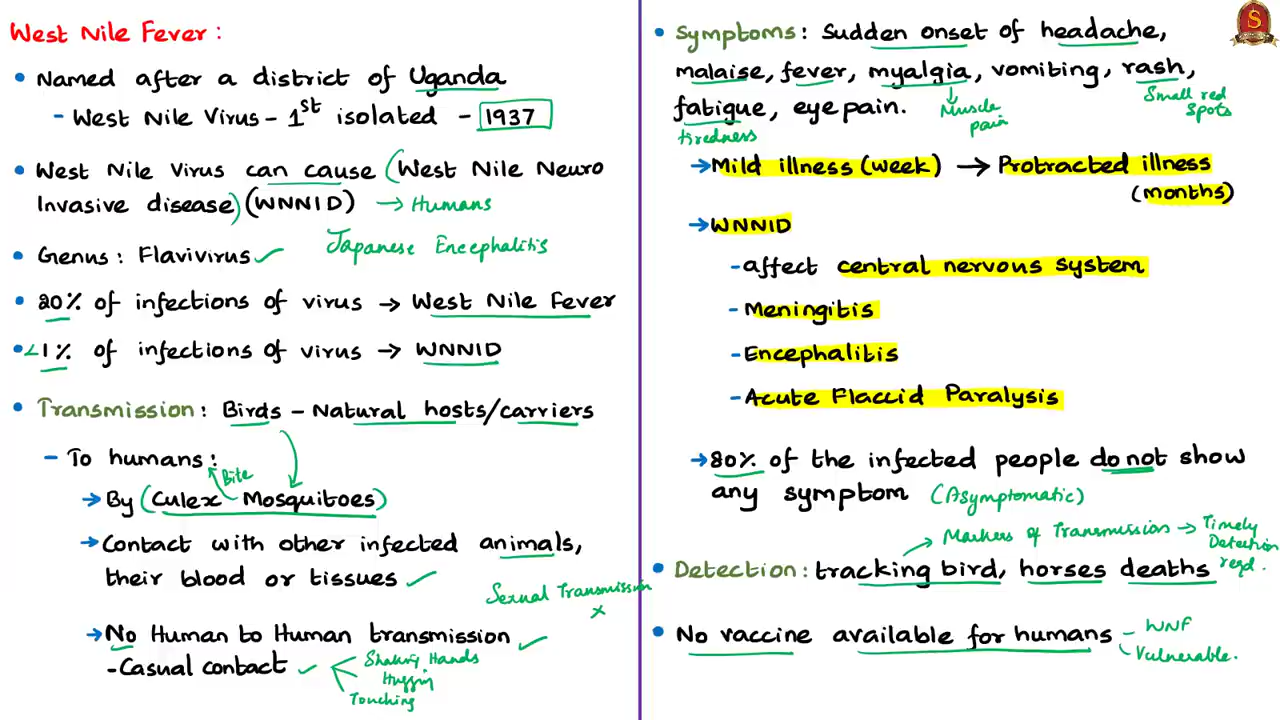 West Nile Fever:
• Named after a district of Uganda
- West Nile Virus - 1st isolated - 1937
• West Nile Virus can cause (West Nile Neuro
Invasive disease) (WNNID) → Humans
Japanese Encephalitis
• Genus: Flavivirus ✓
• 20% of infections of virus → West Nile Fever
• <1% of infections of virus → WNNID
• Transmission: Birds - Natural hosts/carriers
- To humans:
Bite
→ By (Culex Mosquitoes)
→ Contact with other infected animals,
their blood or tissues ✓
Sexual Transmission
×
→ No Human to Human transmission ✓
- Casual contact ✓
Shaking Hands
Huggin
Touching
• Symptoms: Sudden onset of headache,
malaise, fever, myalgia, vomiting, rash,
Small red
Spots
fatigue, eye pain.
Muscle
pain
tiredness
→ Mild illness (week) → Protracted illness
(months)
→ WNNID
- affect central nervous system
- Meningitis
- Encephalitis
- Acute Flaccid Paralysis
→ 80% of the infected people do not show
any symptom (Asymptomatic)
Markers of Transmission → Timely
Detection
reqd.
• Detection: tracking bird, horses deaths
• No vaccine available for humans
- WNF
- Vulnerable.
S